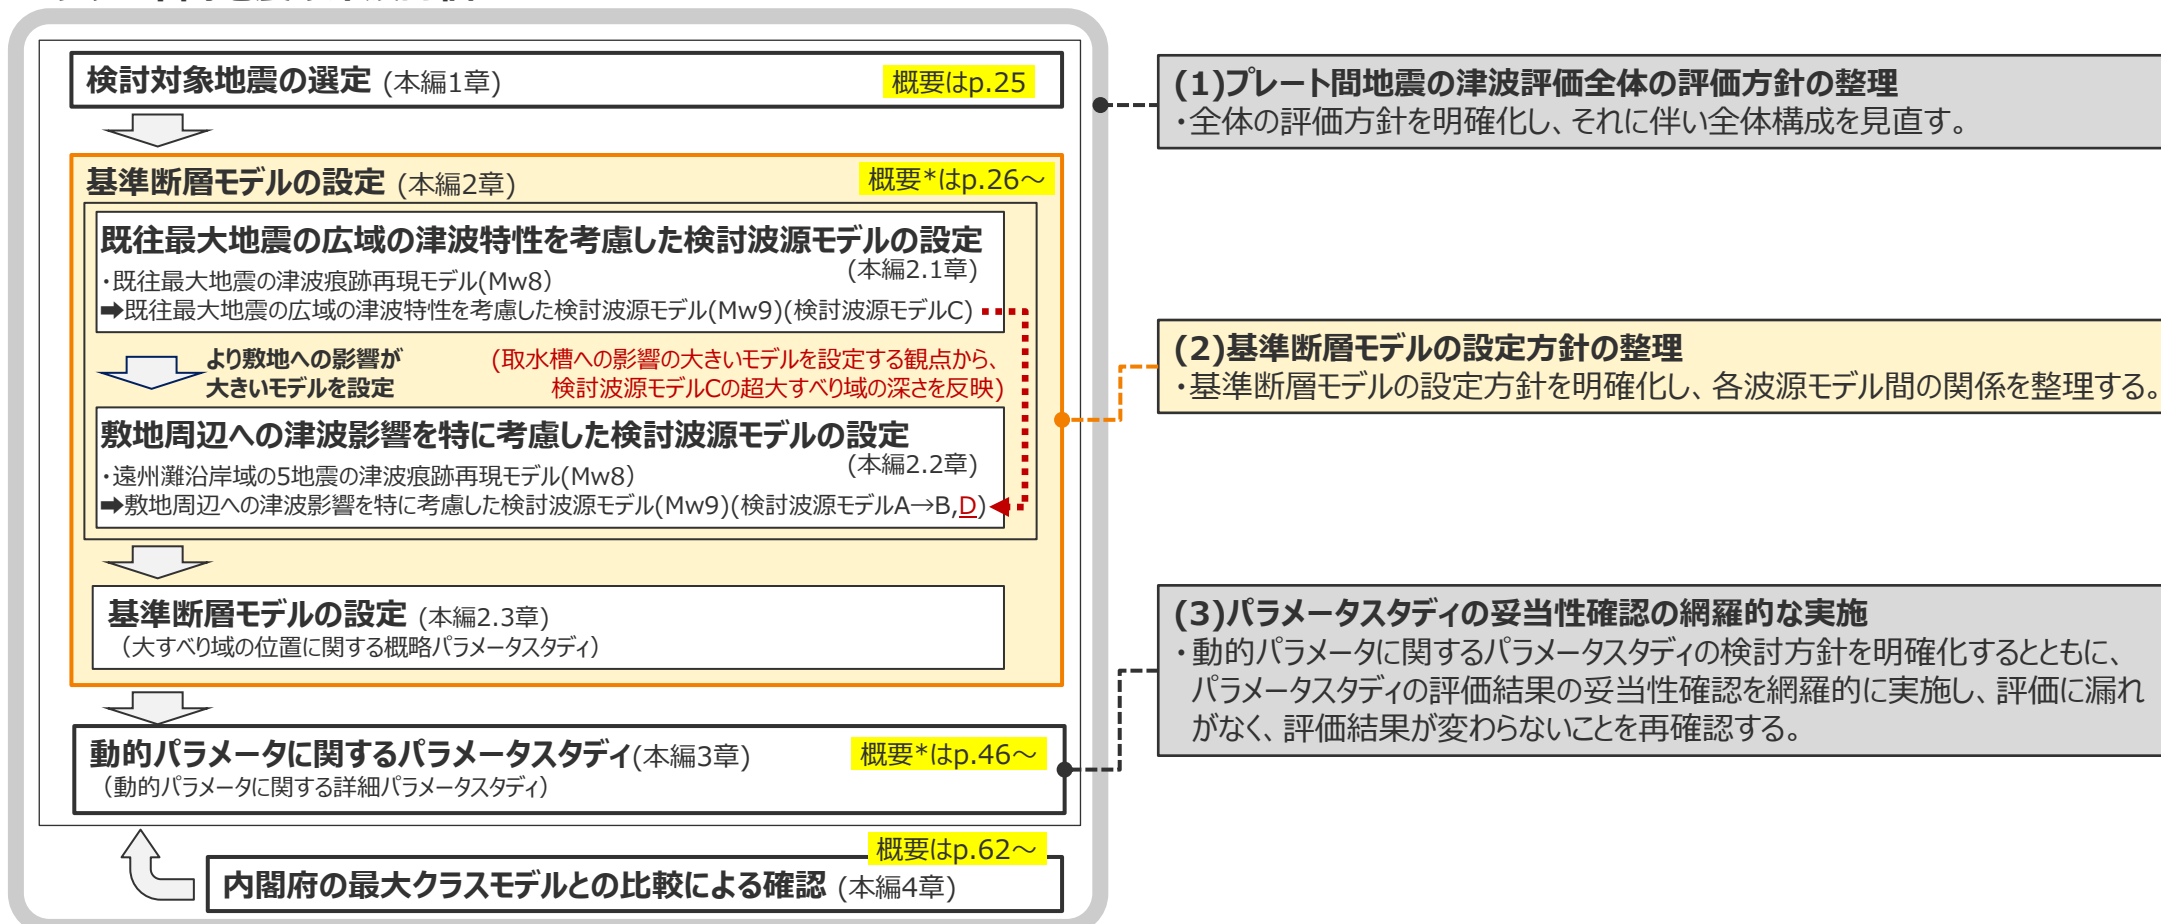 検討対象地震の選定 (本編1章) 概要はp.25
基準断層モデルの設定 (本編2章) 概要*はp.26～
既往最大地震の広域の津波特性を考慮した検討波源モデルの設定
(本編2.1章)
・既往最大地震の津波痕跡再現モデル(Mw8)
➡既往最大地震の広域の津波特性を考慮した検討波源モデル(Mw9)(検討波源モデルC)
より敷地への影響が
大きいモデルを設定
(取水槽への影響の大きいモデルを設定する観点から、
検討波源モデルCの超大すべり域の深さを反映)
敷地周辺への津波影響を特に考慮した検討波源モデルの設定
(本編2.2章)
・遠州灘沿岸域の5地震の津波痕跡再現モデル(Mw8)
➡敷地周辺への津波影響を特に考慮した検討波源モデル(Mw9)(検討波源モデルA→B,D)
基準断層モデルの設定 (本編2.3章)
（大すべり域の位置に関する概略パラメータスタディ）
動的パラメータに関するパラメータスタディ(本編3章) 概要*はp.46～
（動的パラメータに関する詳細パラメータスタディ）
概要はp.62～
内閣府の最大クラスモデルとの比較による確認 (本編4章)
(1)プレート間地震の津波評価全体の評価方針の整理
・全体の評価方針を明確化し、それに伴い全体構成を見直す。
(2)基準断層モデルの設定方針の整理
・基準断層モデルの設定方針を明確化し、各波源モデル間の関係を整理する。
(3)パラメータスタディの妥当性確認の網羅的な実施
・動的パラメータに関するパラメータスタディの検討方針を明確化するとともに、
パラメータスタディの評価結果の妥当性確認を網羅的に実施し、評価に漏れ
がなく、評価結果が変わらないことを再確認する。